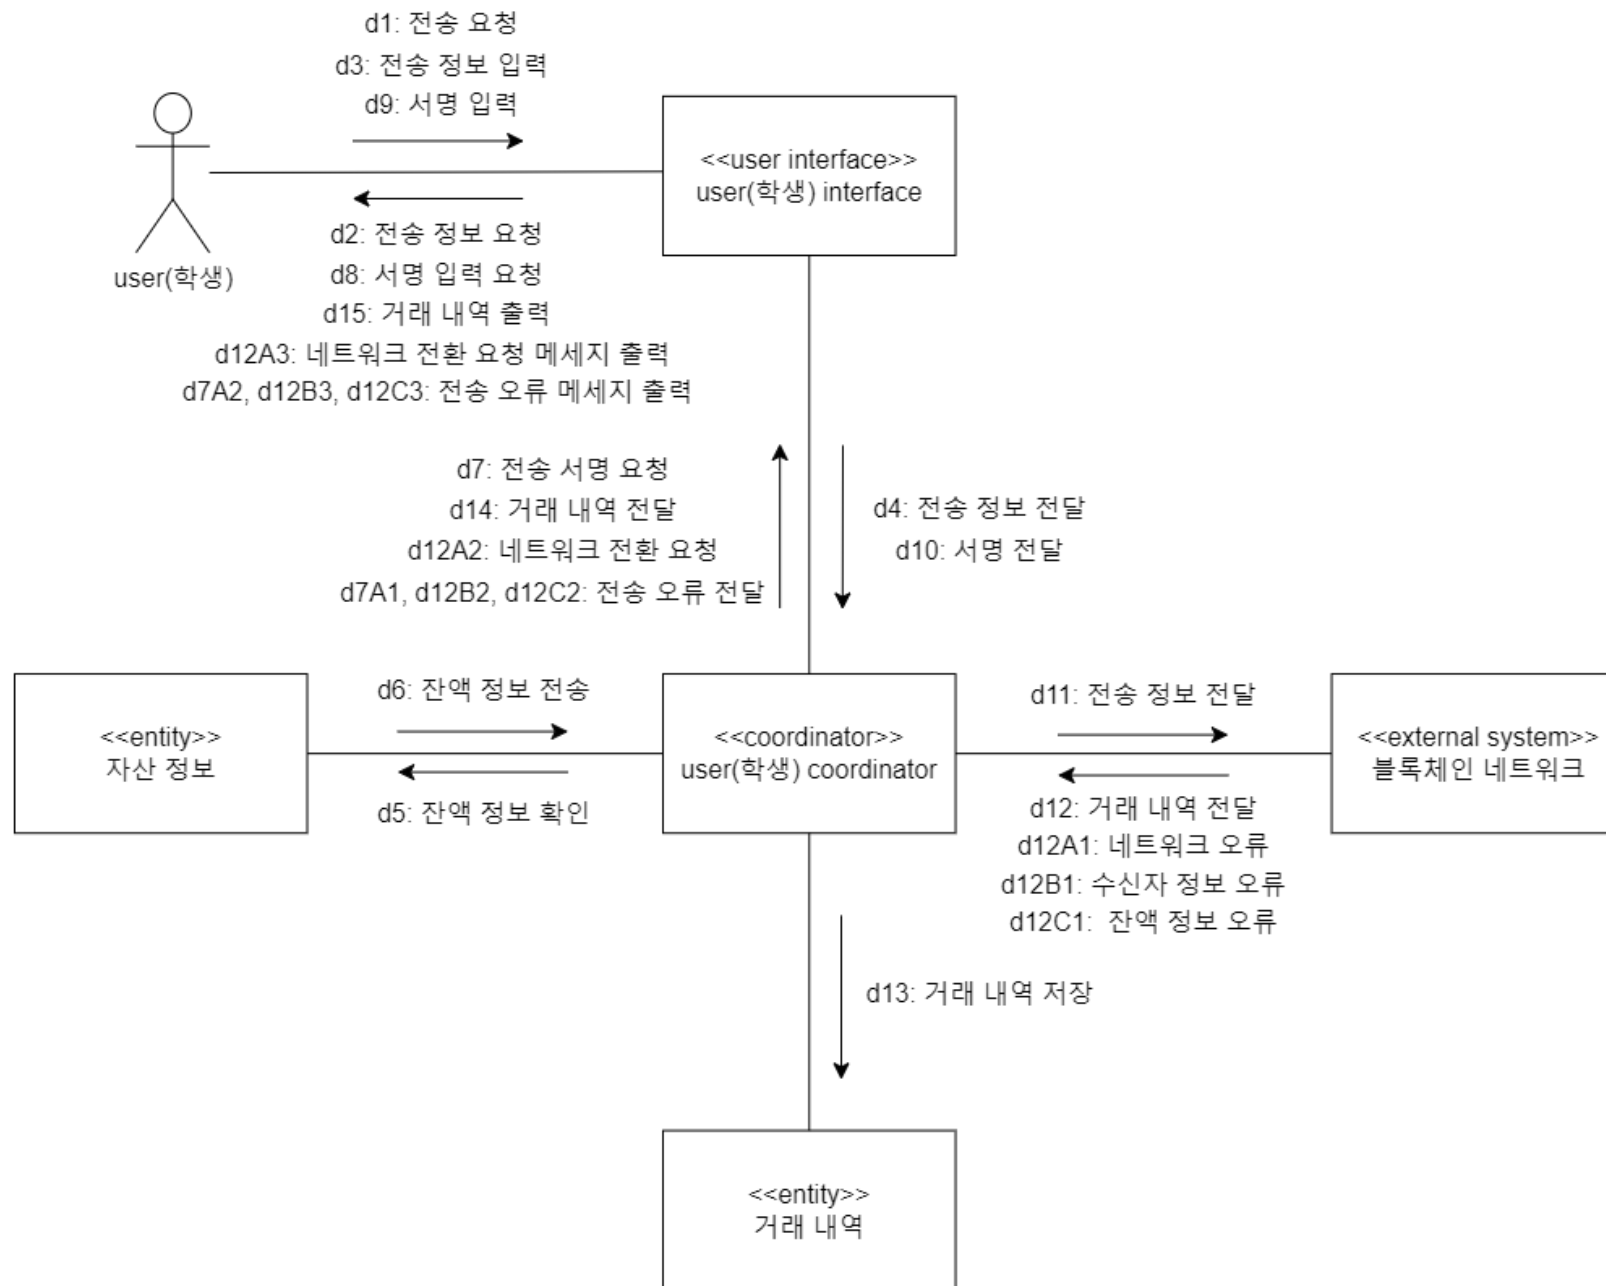 d1: 전송 요청
d3: 전송 정보 입력
d9: 서명 입력
<<user interface>>
user(학생) interface
user(학생)
d2: 전송 정보 요청
d8: 서명 입력 요청
d15: 거래 내역 출력
d12A3: 네트워크 전환 요청 메세지 출력
d7A2, d12B3, d12C3: 전송 오류 메세지 출력
d7: 전송 서명 요청
d14: 거래 내역 전달
d12A2: 네트워크 전환 요청
d7A1, d12B2, d12C2: 전송 오류 전달
d4: 전송 정보 전달
d10: 서명 전달
<<entity>>
자산 정보
d6: 잔액 정보 전송
d5: 잔액 정보 확인
<<coordinator>>
user(학생) coordinator
d11: 전송 정보 전달
d12: 거래 내역 전달
d12A1: 네트워크 오류
d12B1: 수신자 정보 오류
d12C1: 잔액 정보 오류
<<external system>>
블록체인 네트워크
d13: 거래 내역 저장
<<entity>>
거래 내역